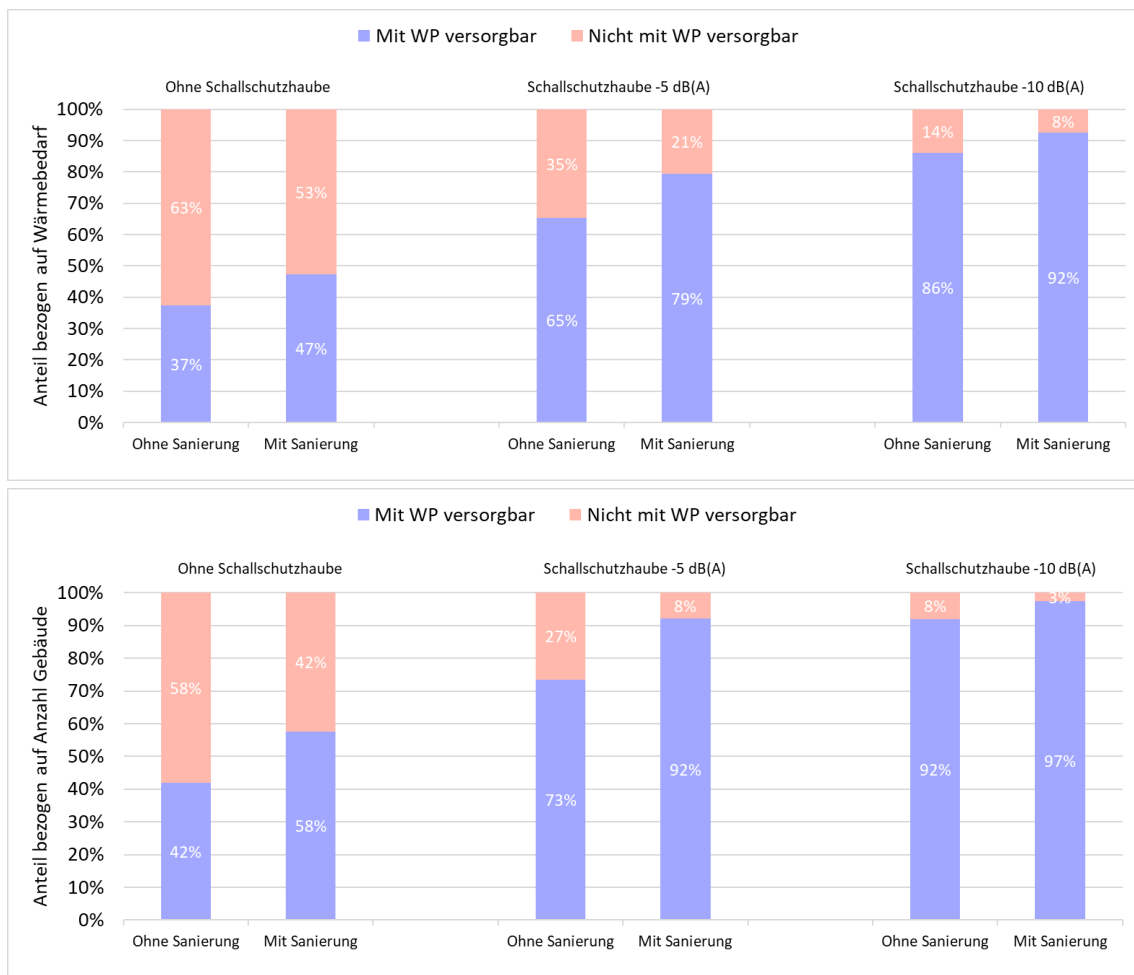 Mit WP versorgbar Nicht mit WP versorgbar
Ohne Schallschutzhaube Schallschutzhaube -5 dB(A) Schallschutzhaube -10 dB(A)
Anteil bezogen auf Wärmebedarf
100%
90%
80%
70%
60%
50%
40%
30%
20%
10%
0%
63% 53% 35% 21% 14% 8%
37% 47% 65% 79% 86% 92%
Ohne Sanierung Mit Sanierung Ohne Sanierung Mit Sanierung Ohne Sanierung Mit Sanierung
Mit WP versorgbar Nicht mit WP versorgbar
Ohne Schallschutzhaube Schallschutzhaube -5 dB(A) Schallschutzhaube -10 dB(A)
Anteil bezogen auf Anzahl Gebäude
100%
90%
80%
70%
60%
50%
40%
30%
20%
10%
0%
58% 42% 27% 8% 8% 3%
42% 58% 73% 92% 92% 97%
Ohne Sanierung Mit Sanierung Ohne Sanierung Mit Sanierung Ohne Sanierung Mit Sanierung